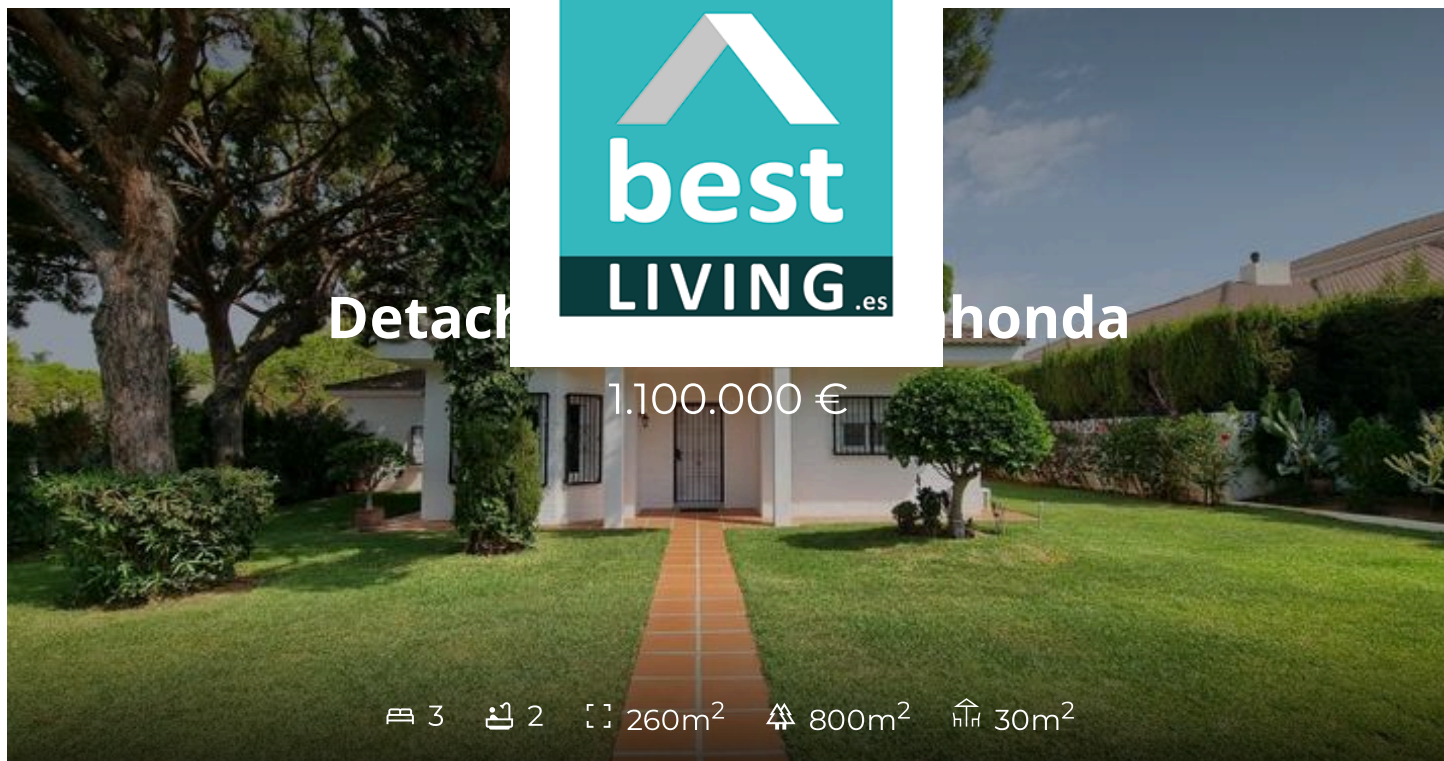 best
LIVING.es
Detach honda
1.100.000 €
3 2 260m² 800m² 30m²